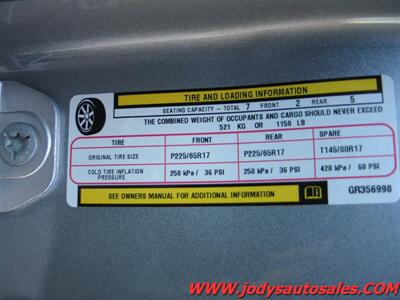 TIRE AND LOADING INFORMATION
SEATING CAPACITY - TOTAL 7 FRONT 2 REAR 5
THE COMBINED WEIGHT OF OCCUPANTS AND CARGO SHOULD NEVER EXCEED
521 KG OR 1150 LB
TIRE FRONT REAR SPARE
ORIGINAL TIRE SIZE P225/65R17 P225/65R17 T145/80R17
COLD TIRE INFLATION PRESSURE 250 kPa / 36 PSI 250 kPa / 36 PSI 420 kPa / 60 PSI
SEE OWNERS MANUAL FOR ADDITIONAL INFORMATION GR356998
www.jodysautosales.com